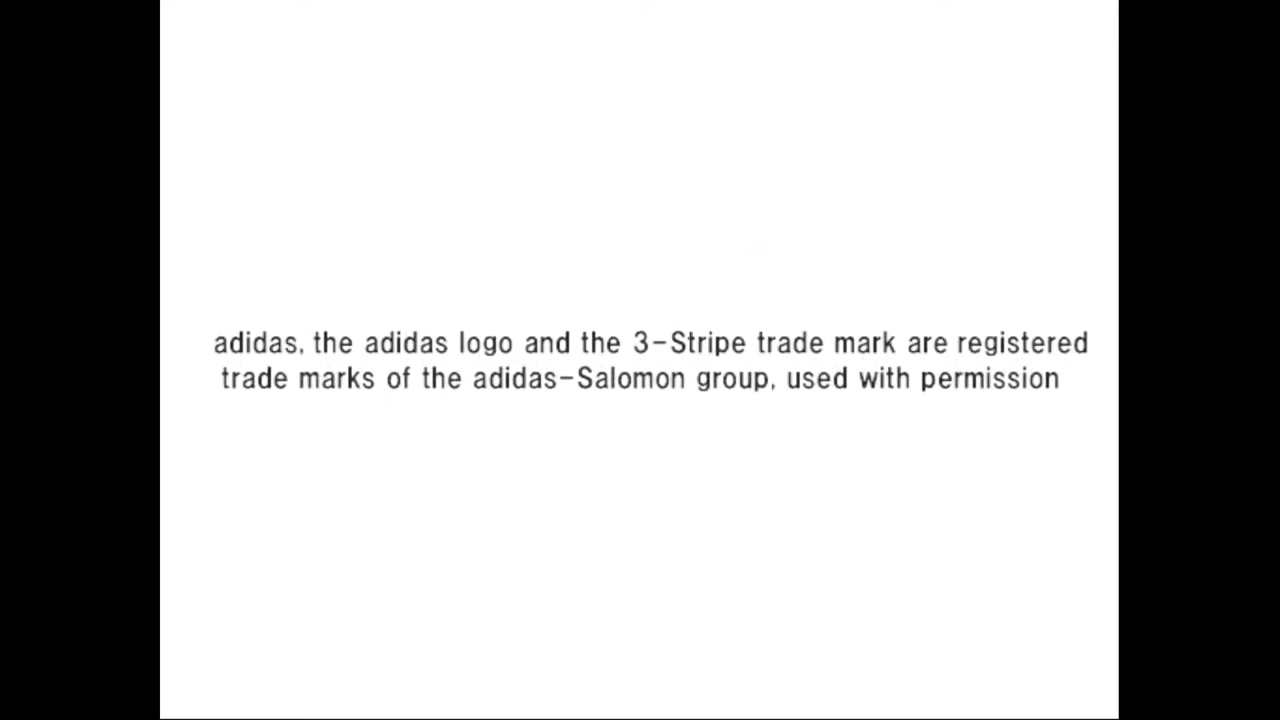 adidas, the adidas logo and the 3-Stripe trade mark are registered
trade marks of the adidas-Salomon group, used with permission